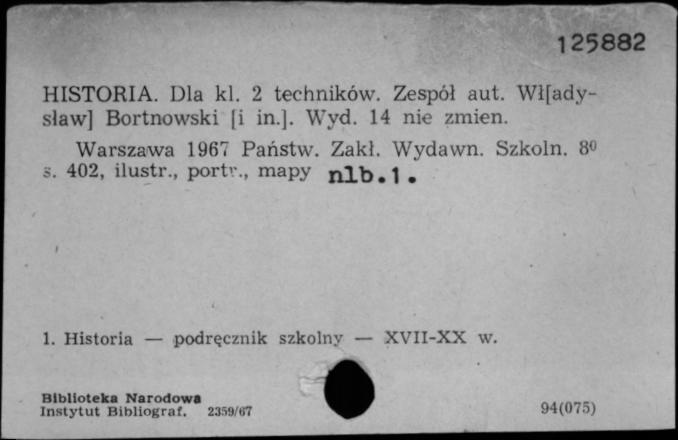 125882
HISTORIA. Dla kl. 2 techników. Zespół aut. Wł[ady-
sław] Bortnowski [i in.]. Wyd. 14 nie zmien.
Warszawa 1967 Państw. Zakł. Wydawn. Szkoln. 8⁰
s. 402, ilustr., portr., mapy nlb.1.
1. Historia — podręcznik szkolny — XVII-XX w.
Biblioteka Narodowa
Instytut Bibliograf. 2359/67
94(075)